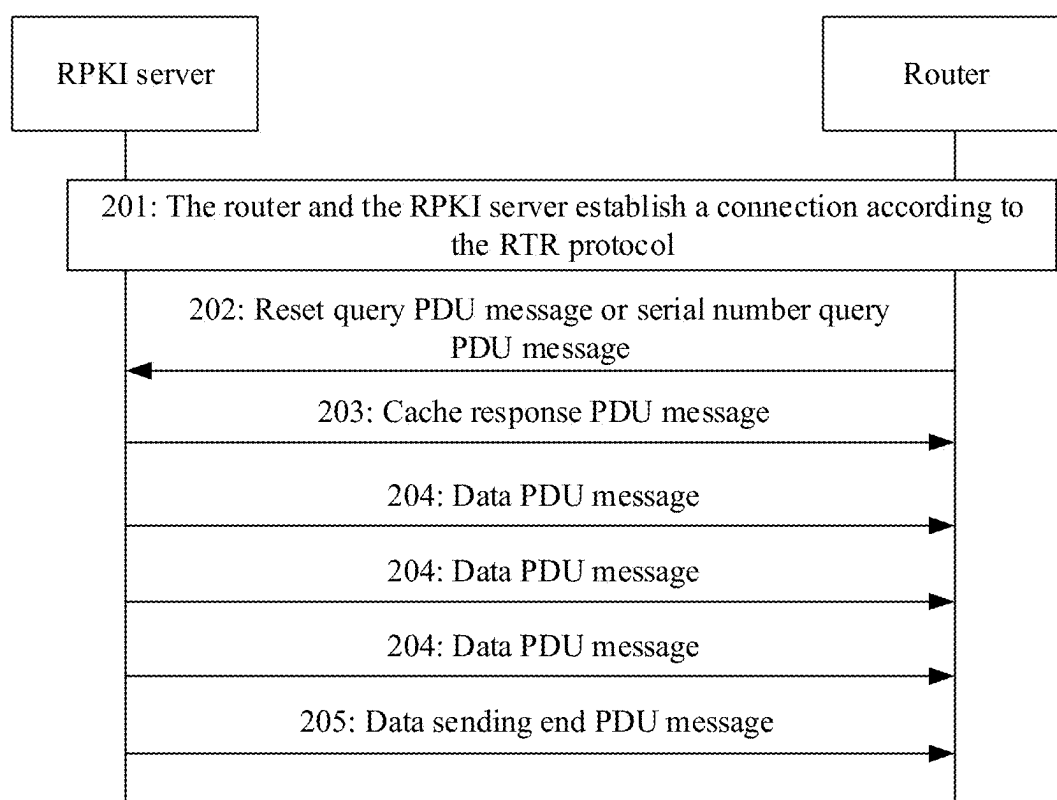 RPKI server
Router
201: The router and the RPKI server establish a connection according to
the RTR protocol
202: Reset query PDU message or serial number query
PDU message
203: Cache response PDU message
204: Data PDU message
204: Data PDU message
204: Data PDU message
205: Data sending end PDU message